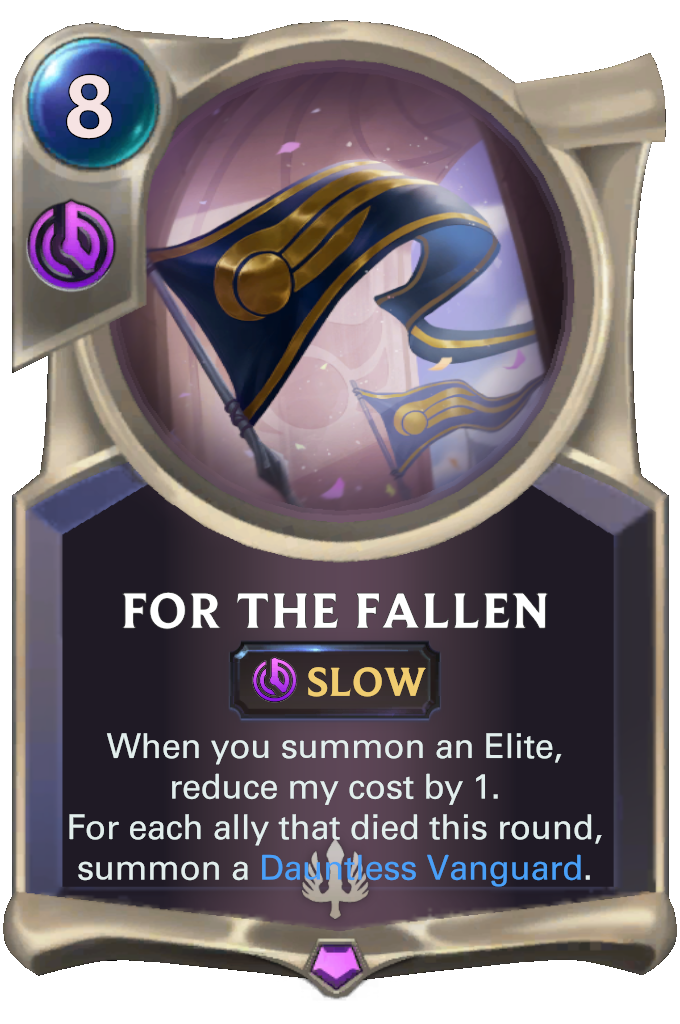 8
FOR THE FALLEN
SLOW
When you summon an Elite,
reduce my cost by 1.
For each ally that died this round,
summon a Dauntless Vanguard.